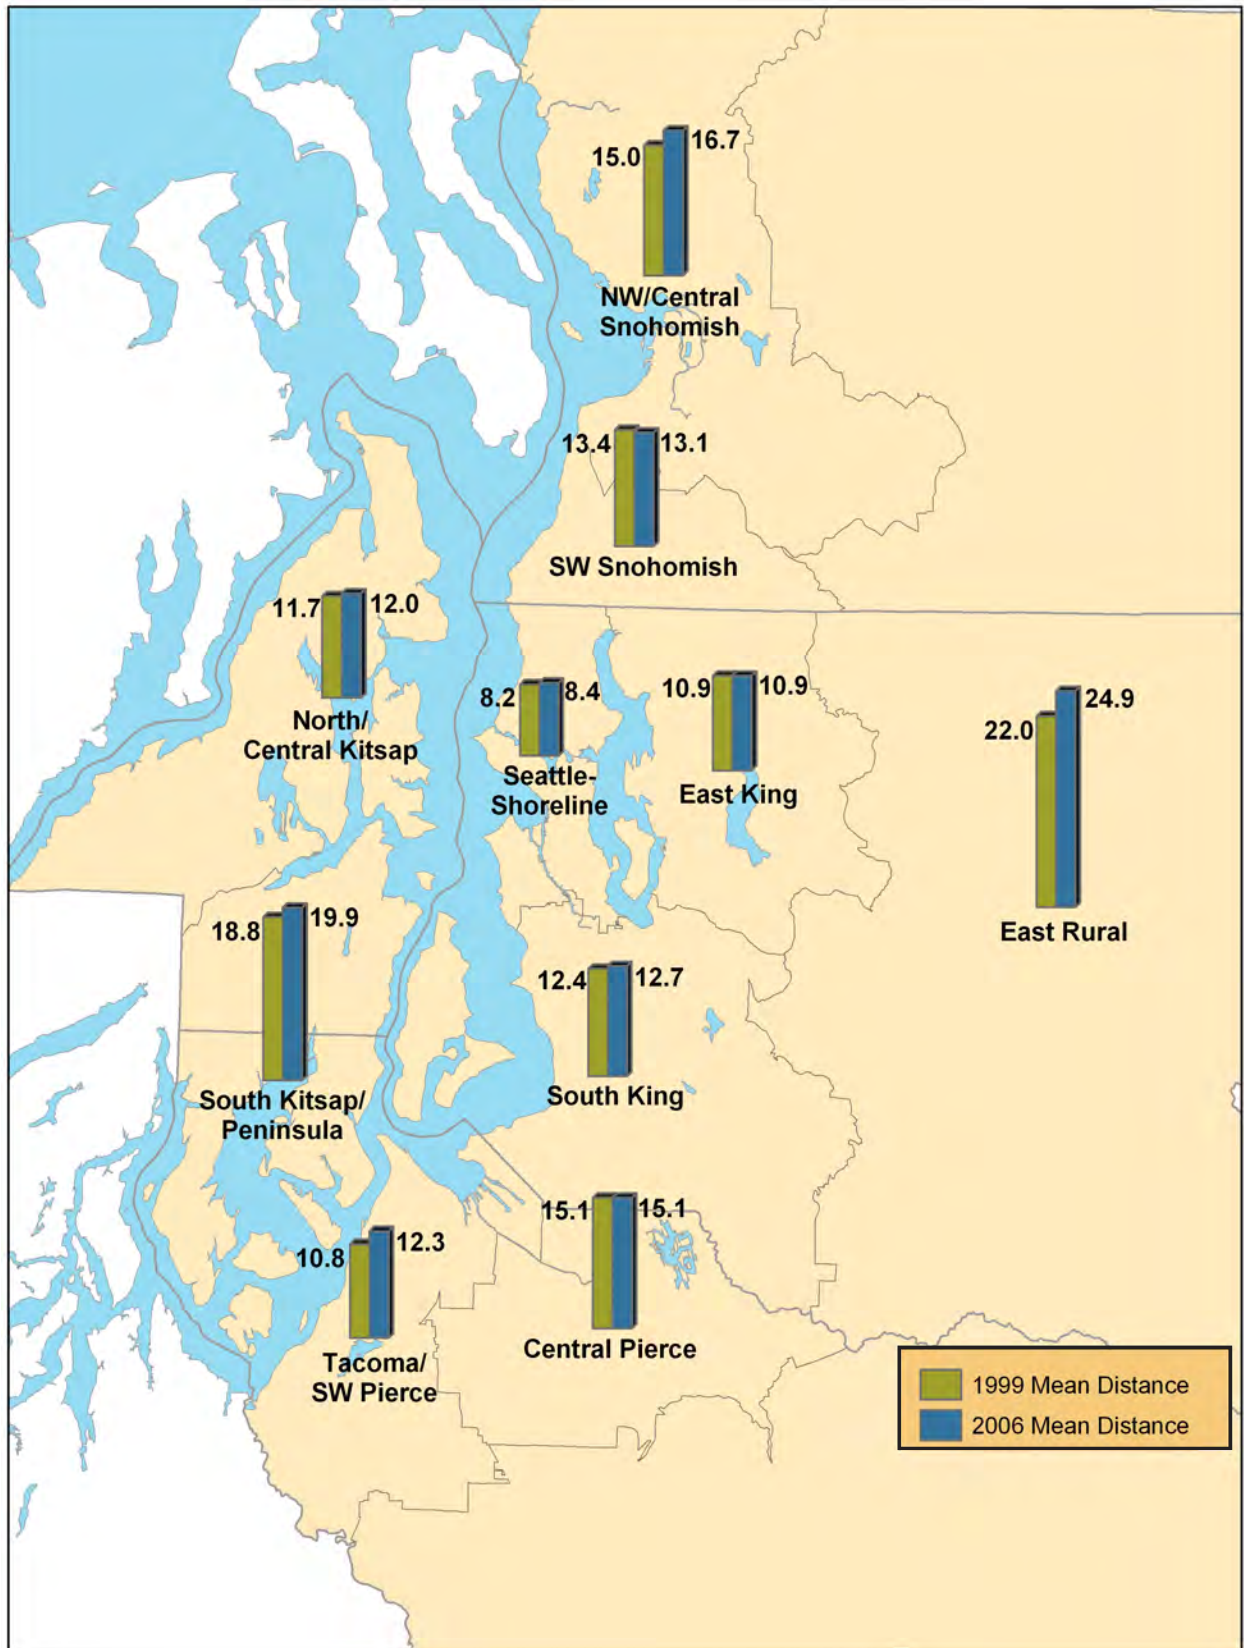 15.0 16.7
NW/Central
Snohomish
13.4 13.1
SW Snohomish
11.7 12.0
North/
Central Kitsap
8.2 8.4
Seattle-
Shoreline
10.9 10.9
East King
22.0 24.9
East Rural
18.8 19.9
South Kitsap/
Peninsula
12.4 12.7
South King
10.8 12.3
Tacoma/
SW Pierce
15.1 15.1
Central Pierce
1999 Mean Distance
2006 Mean Distance